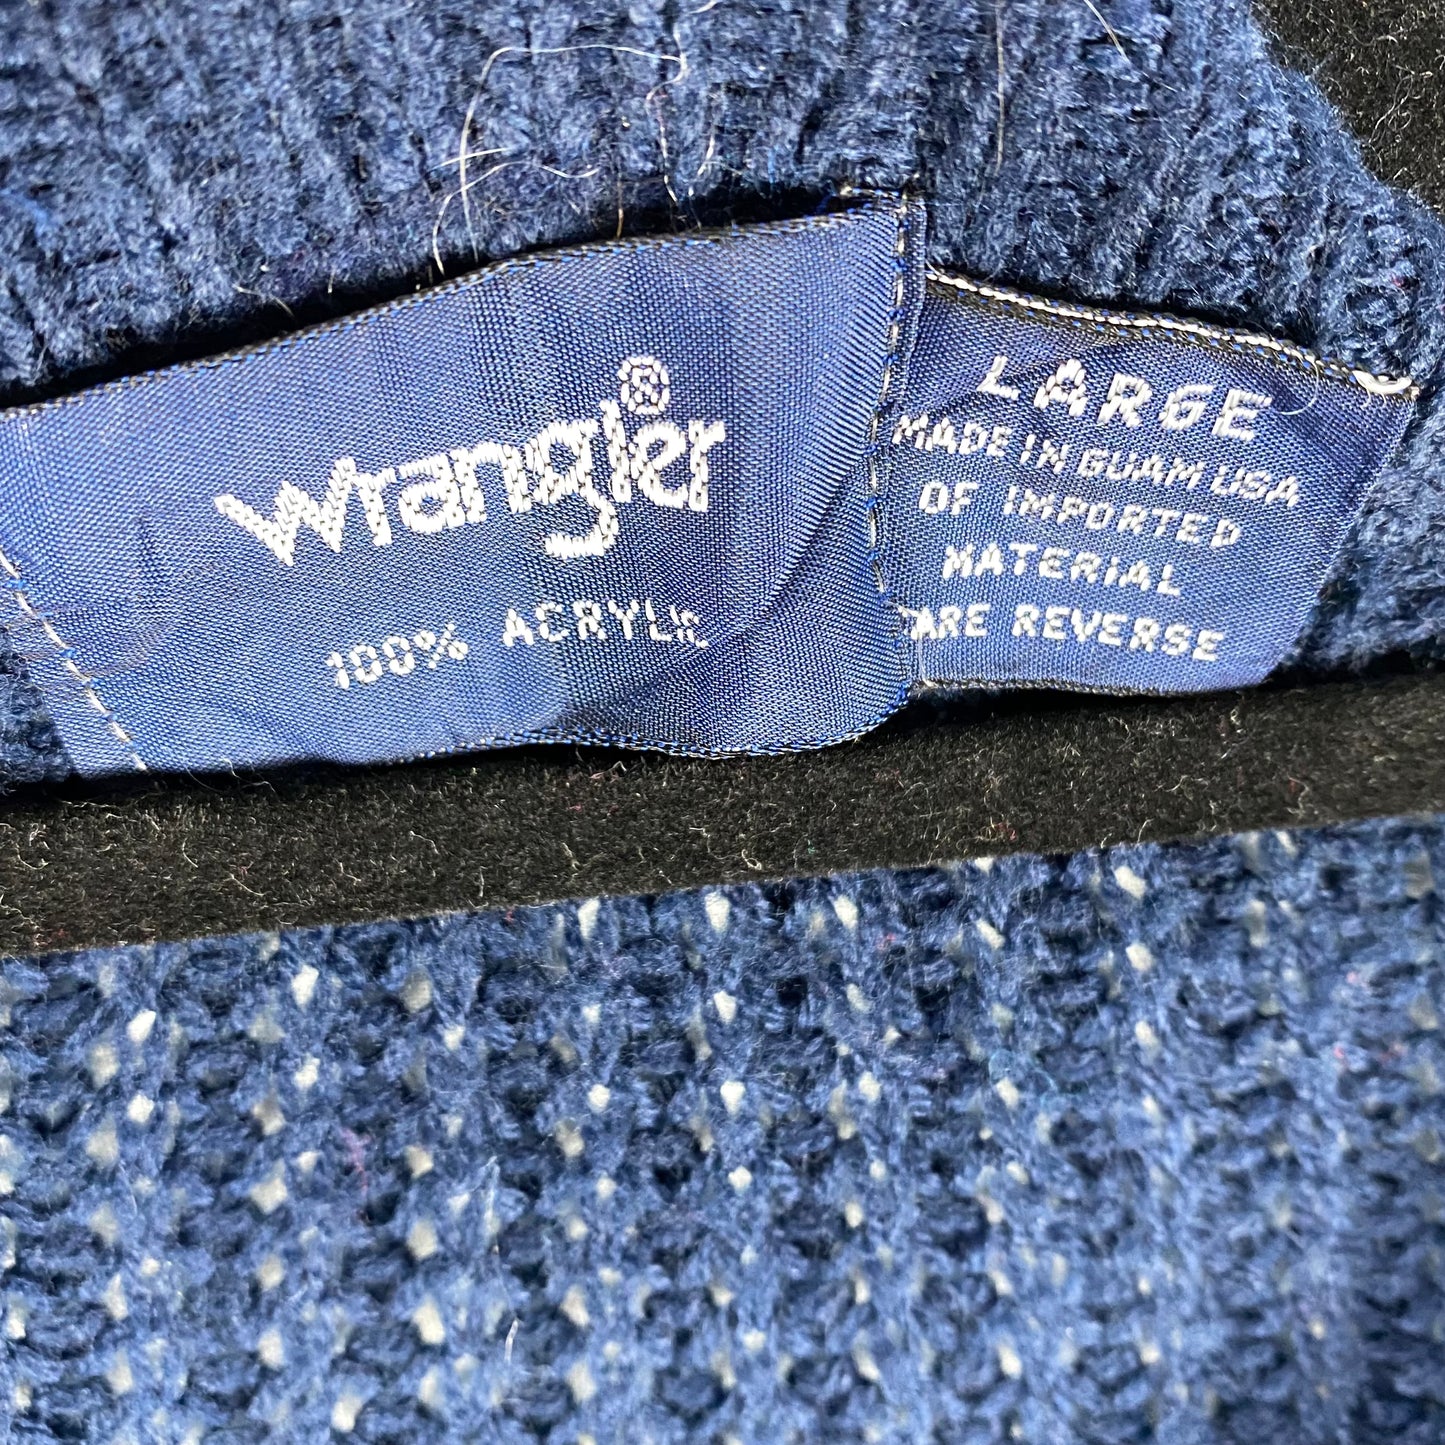 Wrangler®
100% ACRYLIC
LARGE
MADE IN GUAM USA
OF IMPORTED
MATERIAL
CARE REVERSE